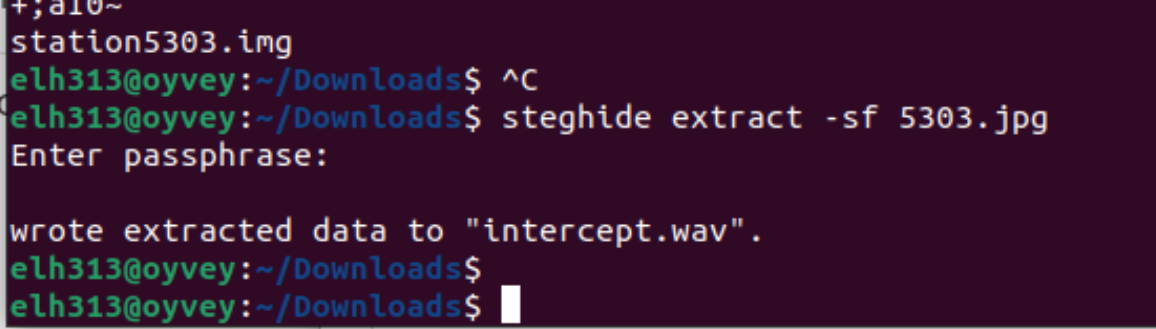 +;a10~
station5303.img
elh313@oyvey:~/Downloads$ ^C
elh313@oyvey:~/Downloads$ steghide extract -sf 5303.jpg
Enter passphrase:
wrote extracted data to "intercept.wav".
elh313@oyvey:~/Downloads$
elh313@oyvey:~/Downloads$